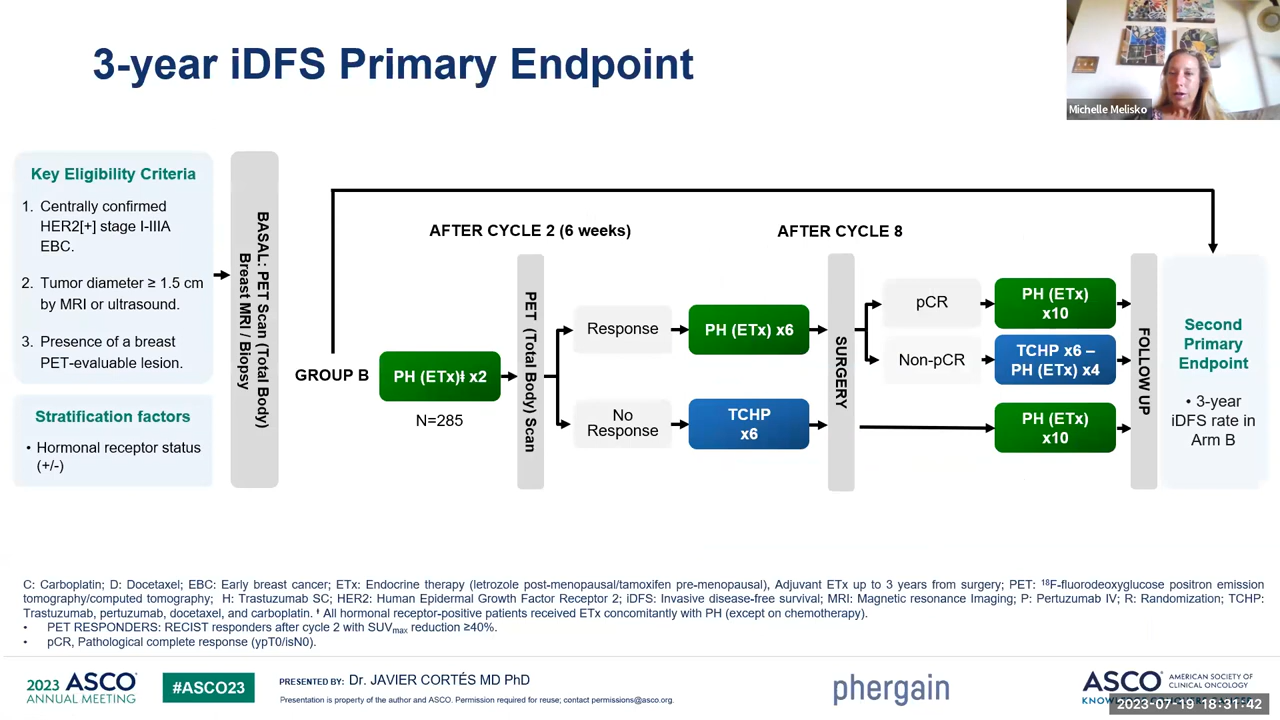 3-year iDFS Primary Endpoint
Michelle Melisko
Key Eligibility Criteria
1. Centrally confirmed
HER2[+] stage I-IIIA
EBC.
2. Tumor diameter ≥ 1.5 cm
by MRI or ultrasound.
3. Presence of a breast
PET-evaluable lesion.
Stratification factors
• Hormonal receptor status
(+/-)
BASAL: PET Scan (Total Body)
Breast MRI / Biopsy
GROUP B
AFTER CYCLE 2 (6 weeks)
PH (ETx)ǂ x2
N=285
PET (Total Body) Scan
Response
PH (ETx) x6
No
Response
TCHP
x6
AFTER CYCLE 8
SURGERY
pCR
PH (ETx)
x10
Non-pCR
TCHP x6 –
PH (ETx) x4
PH (ETx)
x10
FOLLOW UP
Second
Primary
Endpoint
• 3-year
iDFS rate in
Arm B
C: Carboplatin; D: Docetaxel; EBC: Early breast cancer; ETx: Endocrine therapy (letrozole post-menopausal/tamoxifen pre-menopausal), Adjuvant ETx up to 3 years from surgery; PET: ¹⁸F-fluorodeoxyglucose positron emission
tomography/computed tomography; H: Trastuzumab SC; HER2: Human Epidermal Growth Factor Receptor 2; iDFS: Invasive disease-free survival; MRI: Magnetic resonance Imaging; P: Pertuzumab IV; R: Randomization; TCHP:
Trastuzumab, pertuzumab, docetaxel, and carboplatin. ǂ All hormonal receptor-positive patients received ETx concomitantly with PH (except on chemotherapy).
• PET RESPONDERS: RECIST responders after cycle 2 with SUVmax reduction ≥40%.
• pCR, Pathological complete response (ypT0/isN0).
2023 ASCO
ANNUAL MEETING
#ASCO23
PRESENTED BY: Dr. JAVIER CORTÉS MD PhD
Presentation is property of the author and ASCO. Permission required for reuse; contact permissions@asco.org.
phergain
ASCO AMERICAN SOCIETY OF
CLINICAL ONCOLOGY
2023-07-19 18:31:42